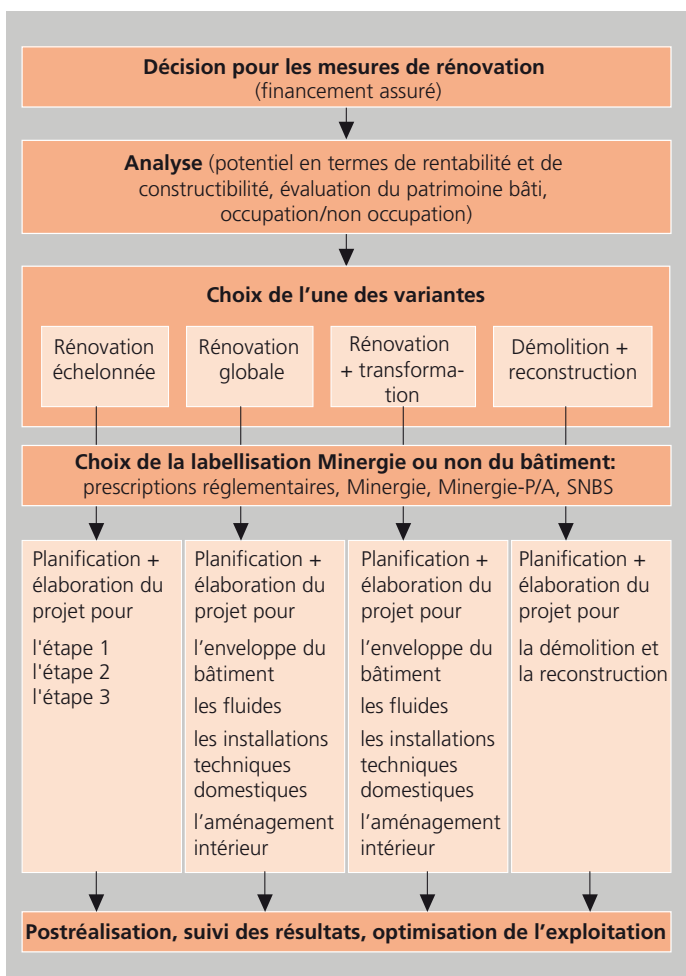 Décision pour les mesures de rénovation
(financement assuré)
Analyse (potentiel en termes de rentabilité et de
constructibilité, évaluation du patrimoine bâti,
occupation/non occupation)
Choix de l'une des variantes
Rénovation
échelonnée
Rénovation
globale
Rénovation
+ transforma-
tion
Démolition +
reconstruction
Choix de la labellisation Minergie ou non du bâtiment:
prescriptions réglementaires, Minergie, Minergie-P/A, SNBS
Planification +
élaboration du
projet pour
l'étape 1
l'étape 2
l'étape 3
Planification +
élaboration du
projet pour
l’enveloppe du
bâtiment
les fluides
les installations
techniques
domestiques
l’aménagement
intérieur
Planification +
élaboration du
projet pour
l’enveloppe du
bâtiment
les fluides
les installations
techniques
domestiques
l’aménagement
intérieur
Planification +
élaboration du
projet pour
la démolition et
la reconstruction
Postréalisation, suivi des résultats, optimisation de l’exploitation